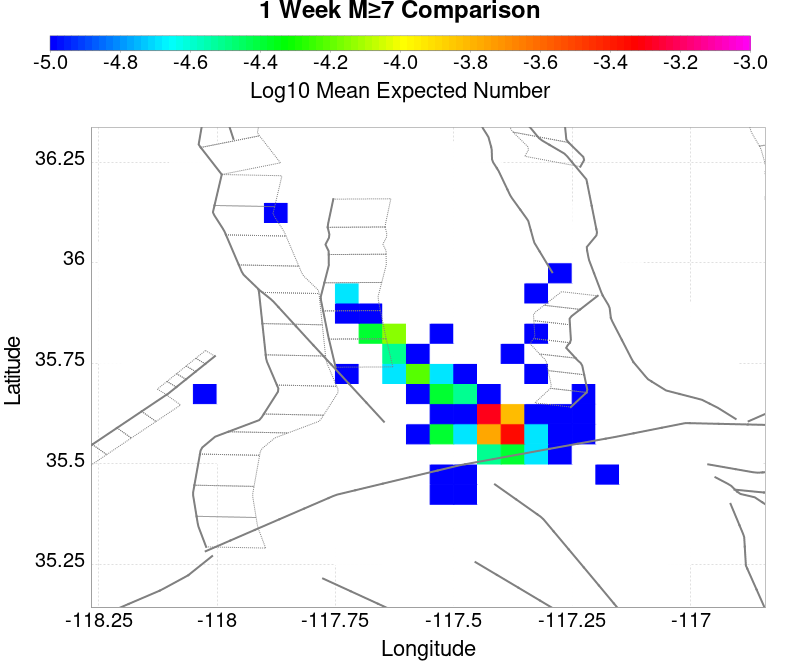 1 Week M≥7 Comparison
-5.0 -4.8 -4.6 -4.4 -4.2 -4.0 -3.8 -3.6 -3.4 -3.2 -3.0
Log10 Mean Expected Number
36.25
36
35.75
35.5
35.25
Latitude
-118.25 -118 -117.75 -117.5 -117.25 -117
Longitude